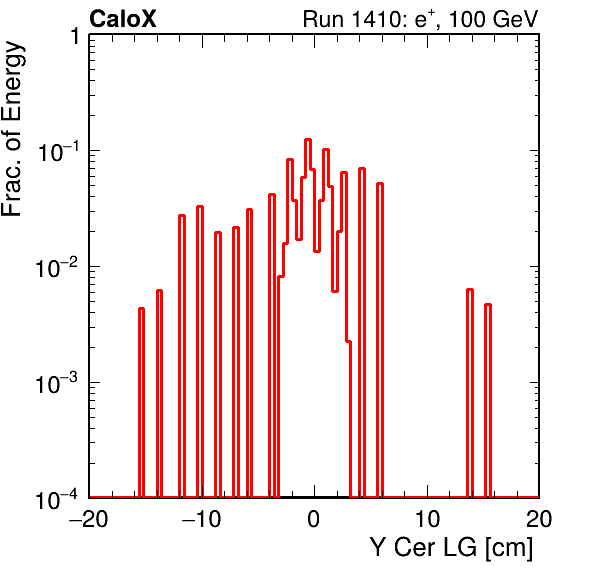 CaloX Run 1410: e⁺, 100 GeV
Frac. of Energy
1
10⁻¹
10⁻²
10⁻³
10⁻⁴
−20 −10 0 10 20
Y Cer LG [cm]